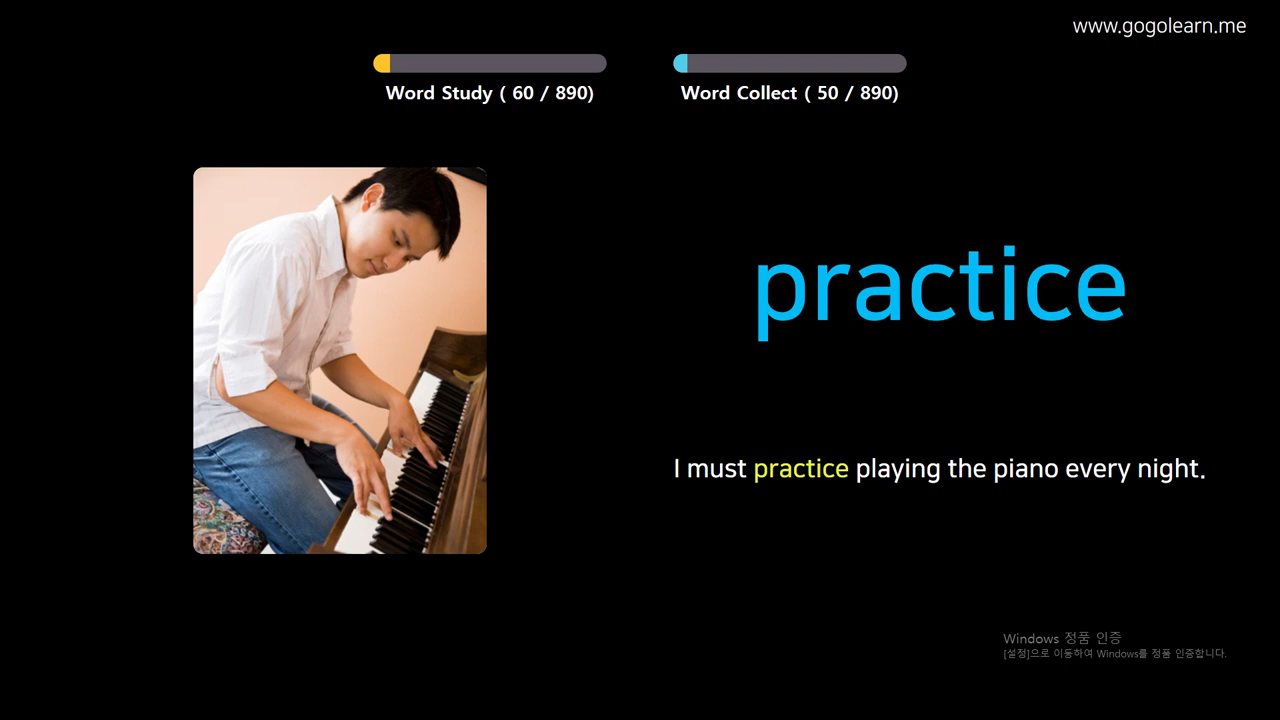 www.gogolearn.me
Word Study ( 60 / 890)
Word Collect ( 50 / 890)
practice
I must practice playing the piano every night.
Windows 정품 인증
[설정]으로 이동하여 Windows를 정품 인증합니다.